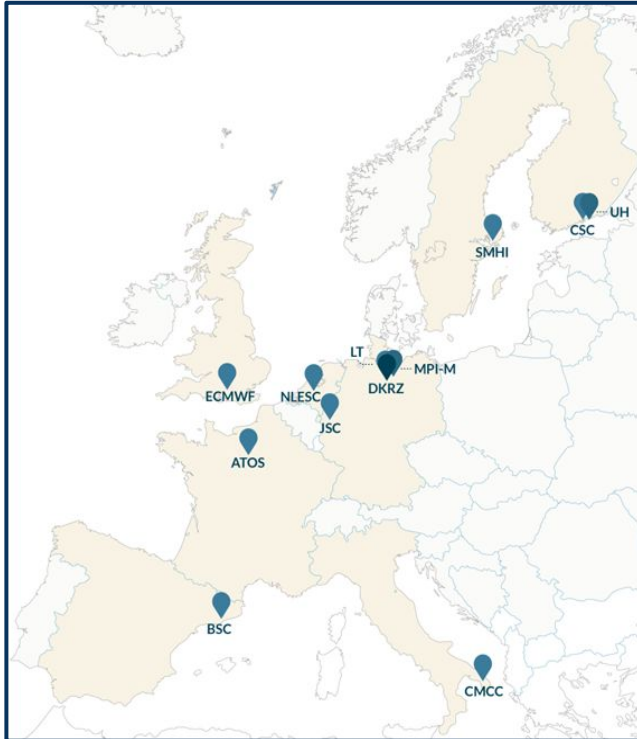 UH
CSC
SMHI
LT
MPI-M
DKRZ
ECMWF
NLESC
JSC
ATOS
BSC
CMCC